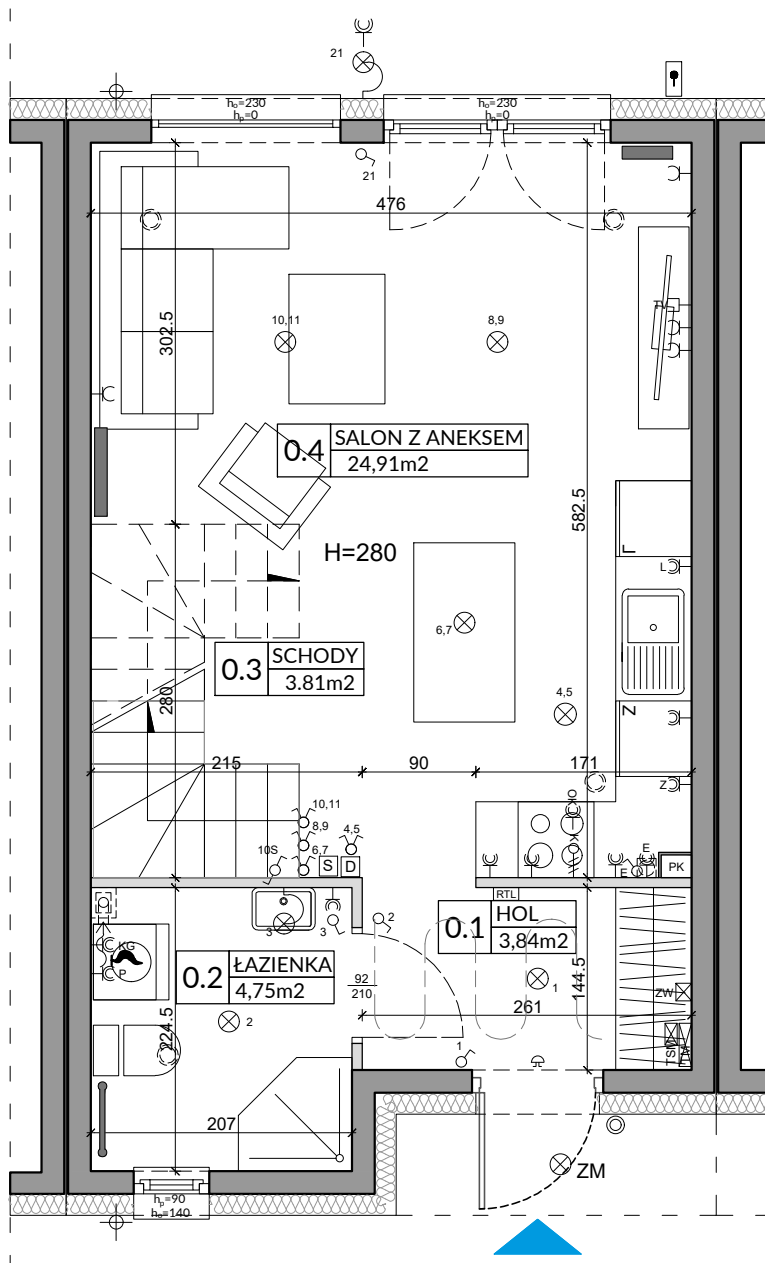 21
hₒ=230
hₚ=0
hₒ=230
hₚ=0
21
476
302.5
10,11
8,9
TV
0.4
SALON Z ANEKSEM
24,91m2
582.5
L
L
H=280
6,7
0.3
SCHODY
3.81m2
280
4,5
Z
Z
215
90
171
10,11
8,9
4,5
6,7
10S
S
D
OK
E
E
PK
RTL
3
3
2
0.1
HOL
3,84m2
KG
P
0.2
ŁAZIENKA
4,75m2
92
210
1
144.5
ZW
2
261
224.5
1
TSM
207
ZM
hₚ=90
hₒ=140